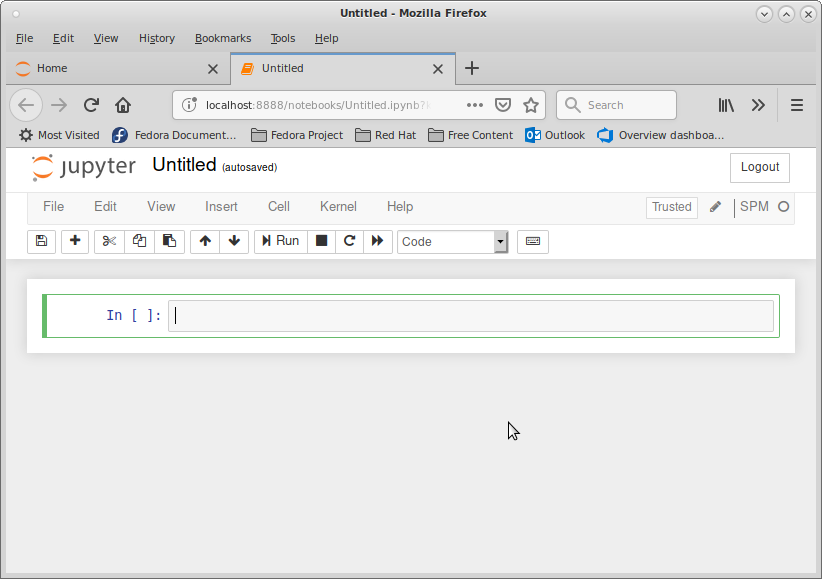 Untitled - Mozilla Firefox
File Edit View History Bookmarks Tools Help
Home Untitled
localhost:8888/notebooks/Untitled.ipynb? Search
Most Visited Fedora Document... Fedora Project Red Hat Free Content Outlook Overview dashboa...
jupyter Untitled (autosaved) Logout
File Edit View Insert Cell Kernel Help Trusted SPM
Run Code
In [ ]: